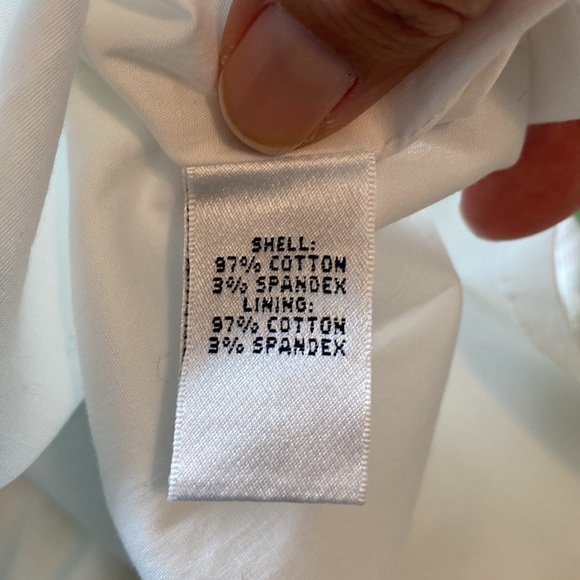 SHELL:
97% COTTON
3% SPANDEX
LINING:
97% COTTON
3% SPANDEX